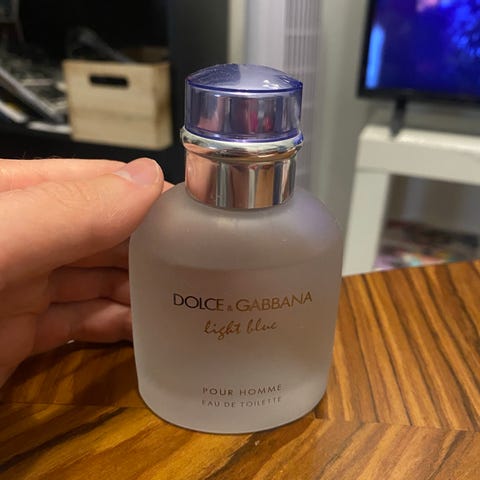 DOLCE & GABBANA
light blue
POUR HOMME
EAU DE TOILETTE